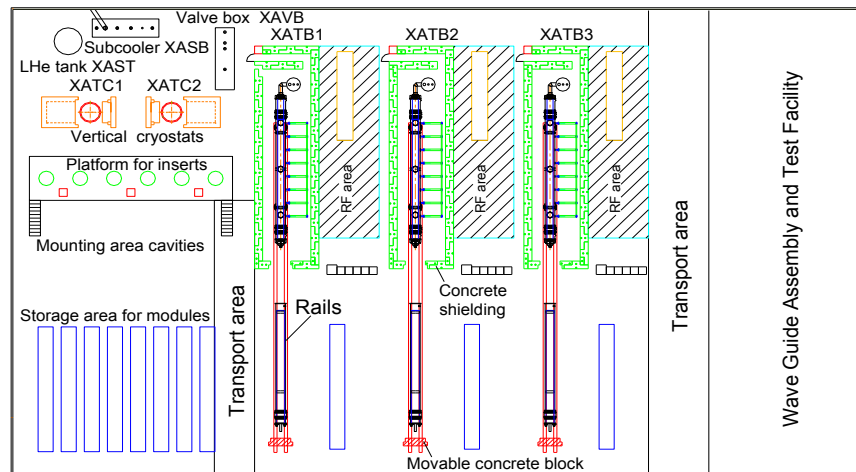 Valve box XAVB
Subcooler XASB
LHe tank XAST
XATC1
XATC2
Vertical cryostats
Platform for inserts
Mounting area cavities
Storage area for modules
Transport area
XATB1
XATB2
XATB3
RF area
RF area
RF area
Concrete
shielding
Rails
Movable concrete block
Transport area
Wave Guide Assembly and Test Facility